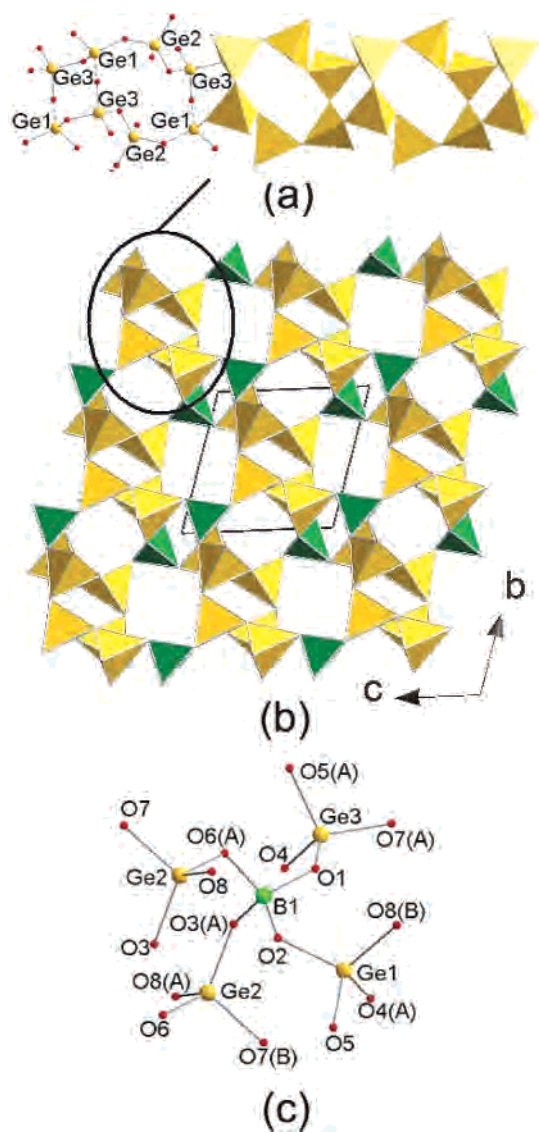 Ge2
Ge1
Ge3
Ge3
Ge3
Ge1
Ge1
Ge2
(a)
b
c
(b)
O5(A)
O7
Ge3
O6(A)
O7(A)
O4
Ge2
O8
O1
B1
O3(A)
O8(B)
O3
O2
Ge1
O8(A)
Ge2
O4(A)
O6
O5
O7(B)
(c)